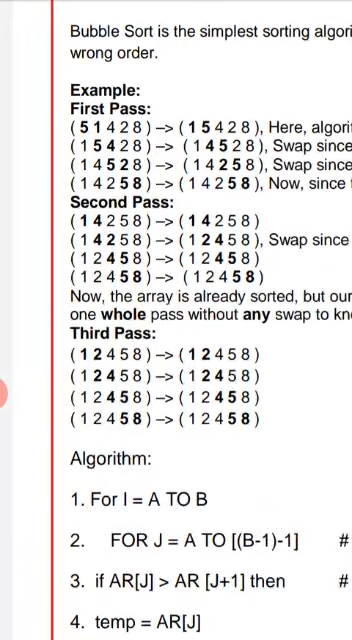 Bubble Sort is the simplest sorting
wrong order.
Example:
First Pass:
( 5 1 4 2 8 ) –> ( 1 5 4 2 8 ), Here,
( 1 5 4 2 8 ) –> ( 1 4 5 2 8 ), Swap since
( 1 4 5 2 8 ) –> ( 1 4 2 5 8 ), Swap since
( 1 4 2 5 8 ) –> ( 1 4 2 5 8 ), Now, since
Second Pass:
( 1 4 2 5 8 ) –> ( 1 4 2 5 8 )
( 1 4 2 5 8 ) –> ( 1 2 4 5 8 ), Swap since
( 1 2 4 5 8 ) –> ( 1 2 4 5 8 )
( 1 2 4 5 8 ) –> ( 1 2 4 5 8 )
Now, the array is already sorted, but our
one whole pass without any swap to
Third Pass:
( 1 2 4 5 8 ) –> ( 1 2 4 5 8 )
( 1 2 4 5 8 ) –> ( 1 2 4 5 8 )
( 1 2 4 5 8 ) –> ( 1 2 4 5 8 )
( 1 2 4 5 8 ) –> ( 1 2 4 5 8 )
Algorithm:
1. For I = A TO B
2. FOR J = A TO [(B-1)-1] #
3. if AR[J] > AR [J+1] then #
4. temp = AR[J]